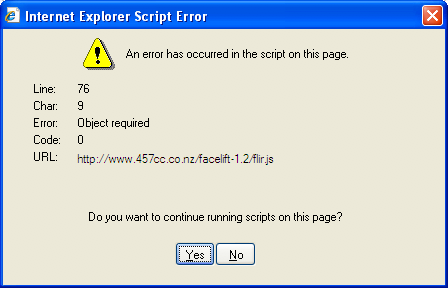 Internet Explorer Script Error
An error has occurred in the script on this page.
Line: 76
Char: 9
Error: Object required
Code: 0
URL: http://www.457cc.co.nz/facelift-1.2/flir.js
Do you want to continue running scripts on this page?
Yes No